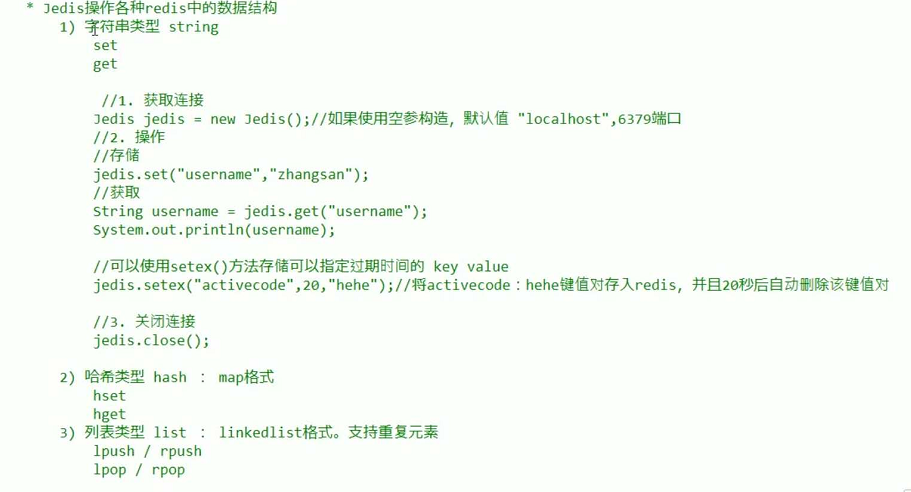 * Jedis操作各种redis中的数据结构
1) 字符串类型 string
set
get
//1. 获取连接
Jedis jedis = new Jedis();//如果使用空参构造，默认值 "localhost",6379端口
//2. 操作
//存储
jedis.set("username","zhangsan");
//获取
String username = jedis.get("username");
System.out.println(username);
//可以使用setex()方法存储可以指定过期时间的 key value
jedis.setex("activecode",20,"hehe");//将activecode：hehe键值对存入redis，并且20秒后自动删除该键值对
//3. 关闭连接
jedis.close();
2) 哈希类型 hash ： map格式
hset
hget
3) 列表类型 list ： linkedlist格式。支持重复元素
lpush / rpush
lpop / rpop